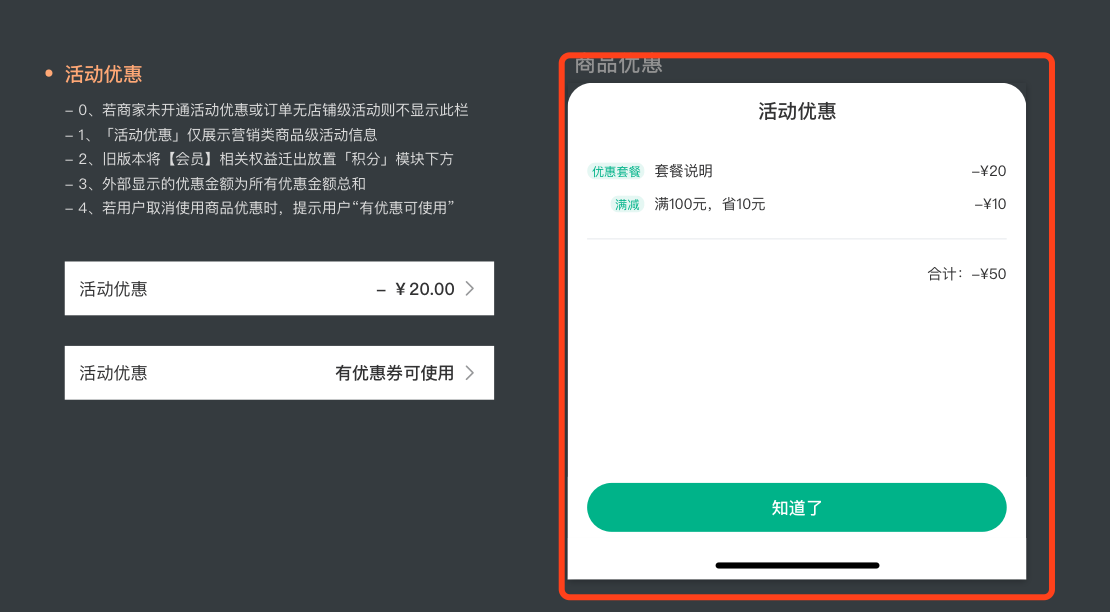 活动优惠
– 0、若商家未开通活动优惠或订单无店铺级活动则不显示此栏
– 1、「活动优惠」仅展示营销类商品级活动信息
– 2、旧版本将【会员】相关权益迁出放置「积分」模块下方
– 3、外部显示的优惠金额为所有优惠金额总和
– 4、若用户取消使用商品优惠时，提示用户“有优惠可使用”
活动优惠 – ￥20.00
活动优惠 有优惠券可使用
商品优惠
活动优惠
优惠套餐 套餐说明 –¥20
满减 满100元，省10元 –¥10
合计：–¥50
知道了